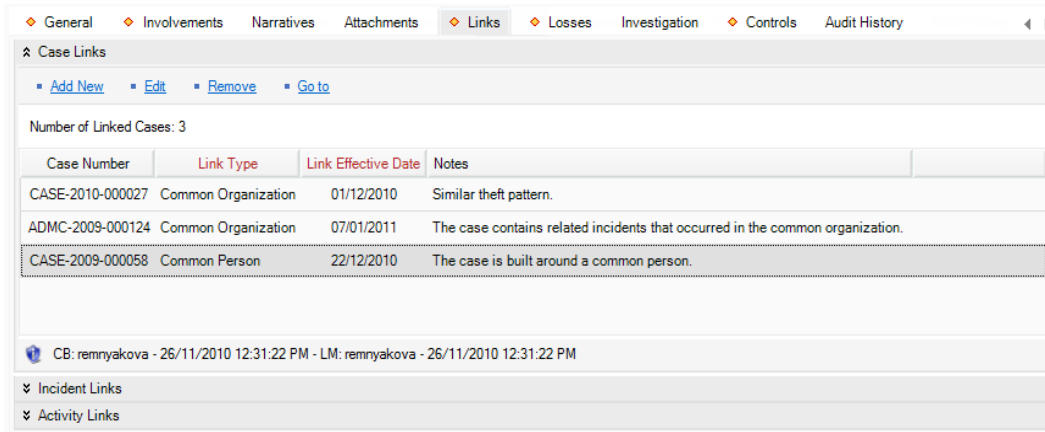 General Involvements Narratives Attachments Links Losses Investigation Controls Audit History
Case Links
Add New Edit Remove Go to
Number of Linked Cases: 3
Case Number Link Type Link Effective Date Notes
CASE-2010-000027 Common Organization 01/12/2010 Similar theft pattern.
ADMC-2009-000124 Common Organization 07/01/2011 The case contains related incidents that occurred in the common organization.
CASE-2009-000058 Common Person 22/12/2010 The case is built around a common person.
CB: remnyakova - 26/11/2010 12:31:22 PM - LM: remnyakova - 26/11/2010 12:31:22 PM
Incident Links
Activity Links